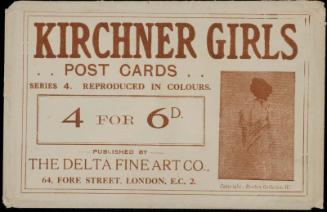 KIRCHNER GIRLS
. . POST CARDS . .
SERIES 4. REPRODUCED IN COLOURS.
4 FOR 6D.
PUBLISHED BY
THE DELTA FINE ART CO.,
64, FORE STREET, LONDON, E.C. 2.